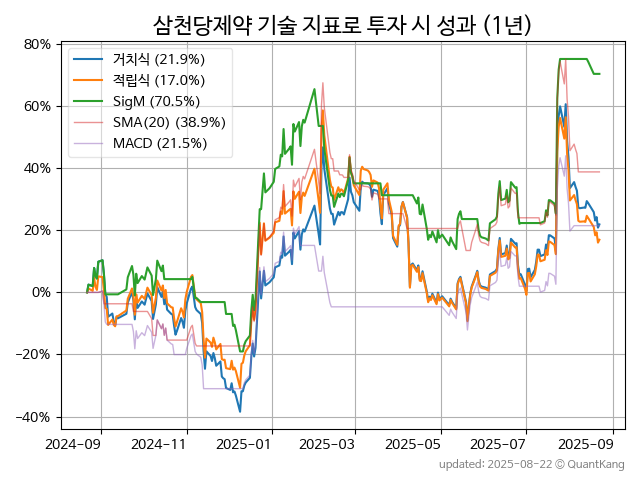 삼천당제약 기술 지표로 투자 시 성과 (1년)
거치식 (21.9%)
적립식 (17.0%)
SigM (70.5%)
SMA(20) (38.9%)
MACD (21.5%)
80%
60%
40%
20%
0%
−20%
−40%
2024-09
2024-11
2025-01
2025-03
2025-05
2025-07
2025-09
updated: 2025-08-22 © QuantKang